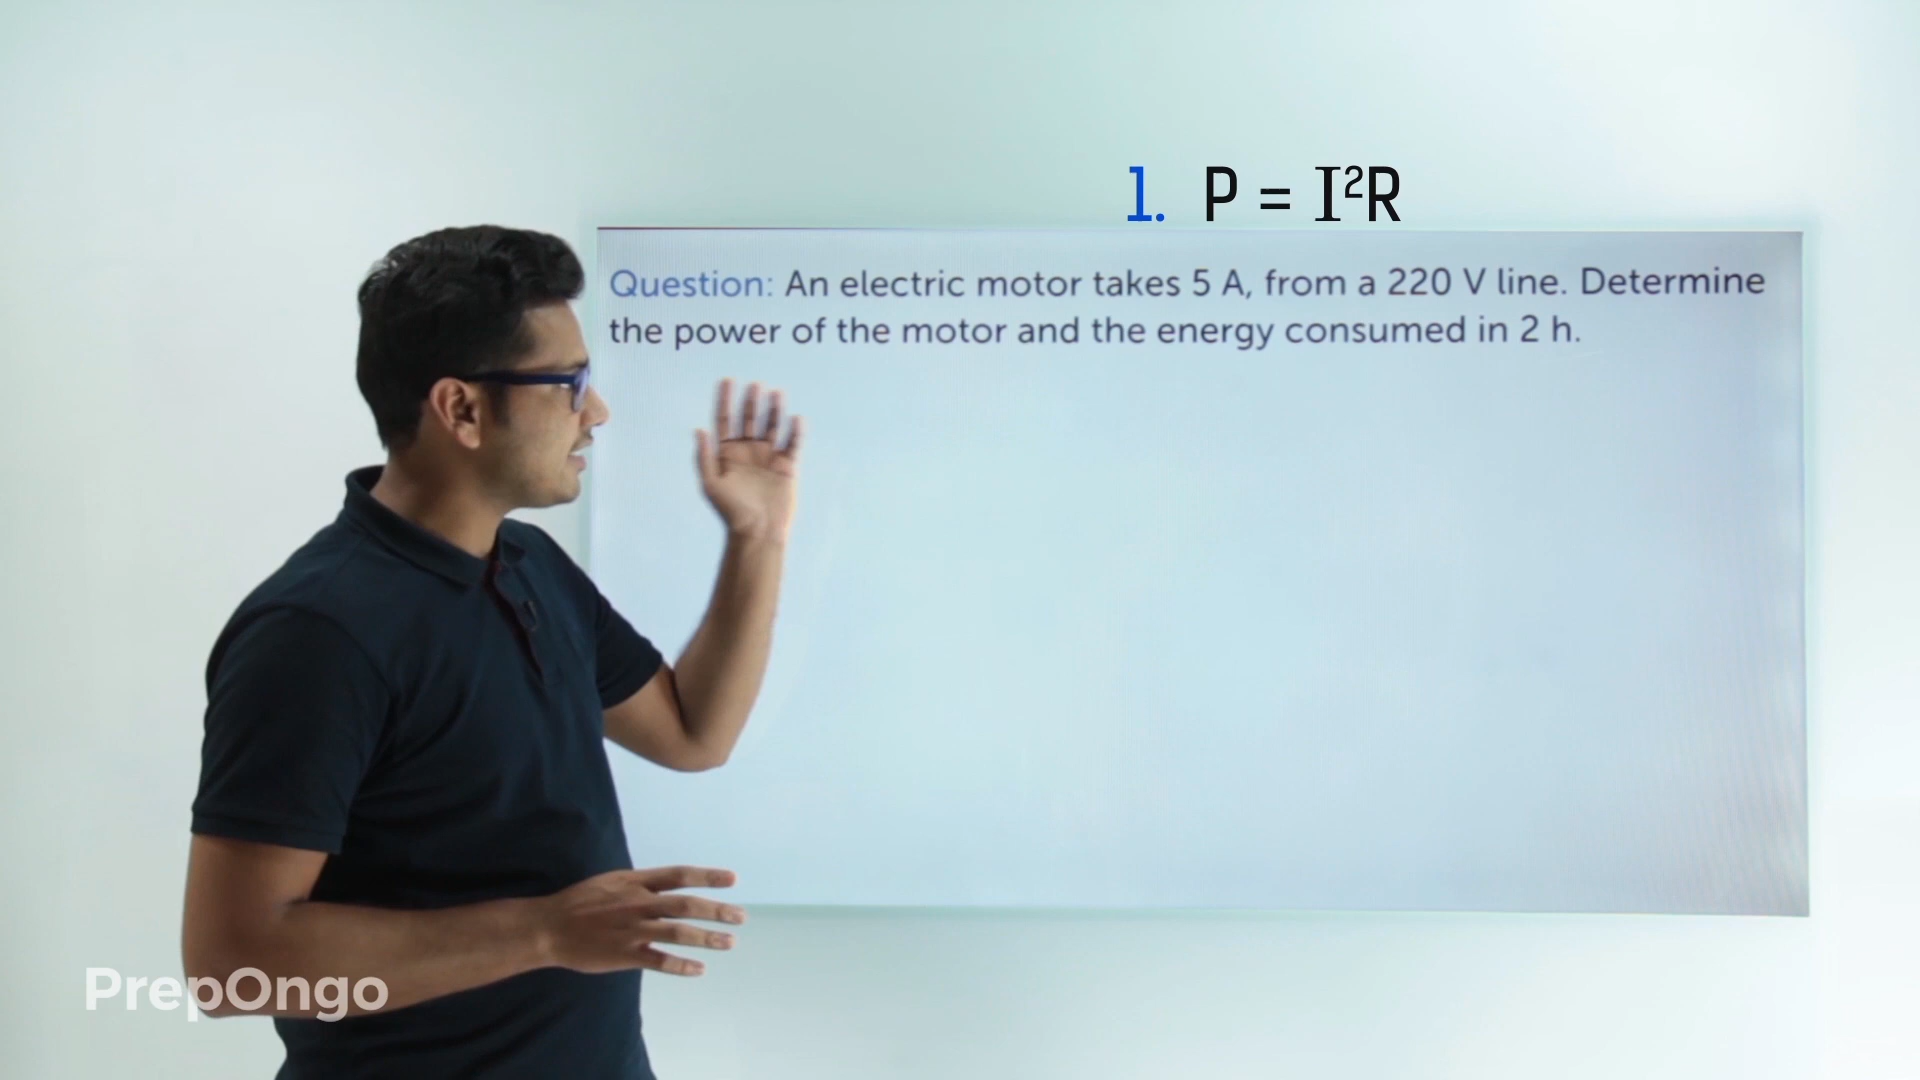 1. P = I²R
Question: An electric motor takes 5 A, from a 220 V line. Determine
the power of the motor and the energy consumed in 2 h.
PrepOngo